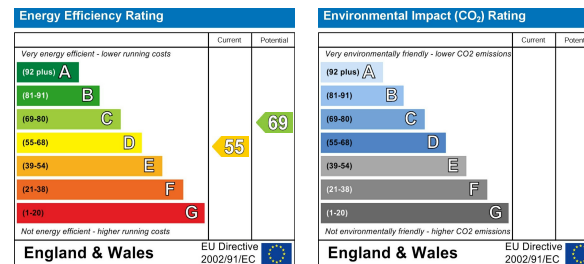 Energy Efficiency Rating
Current Potential
Very energy efficient - lower running costs
(92 plus) A
(81-91) B
(69-80) C
(55-68) D
(39-54) E
(21-38) F
(1-20) G
55
69
Not energy efficient - higher running costs
England & Wales
EU Directive
2002/91/EC
Environmental Impact (CO₂) Rating
Current Potent
Very environmentally friendly - lower CO2 emissions
(92 plus) A
(81-91) B
(69-80) C
(55-68) D
(39-54) E
(21-38) F
(1-20) G
Not environmentally friendly - higher CO2 emissions
England & Wales
EU Directive
2002/91/EC